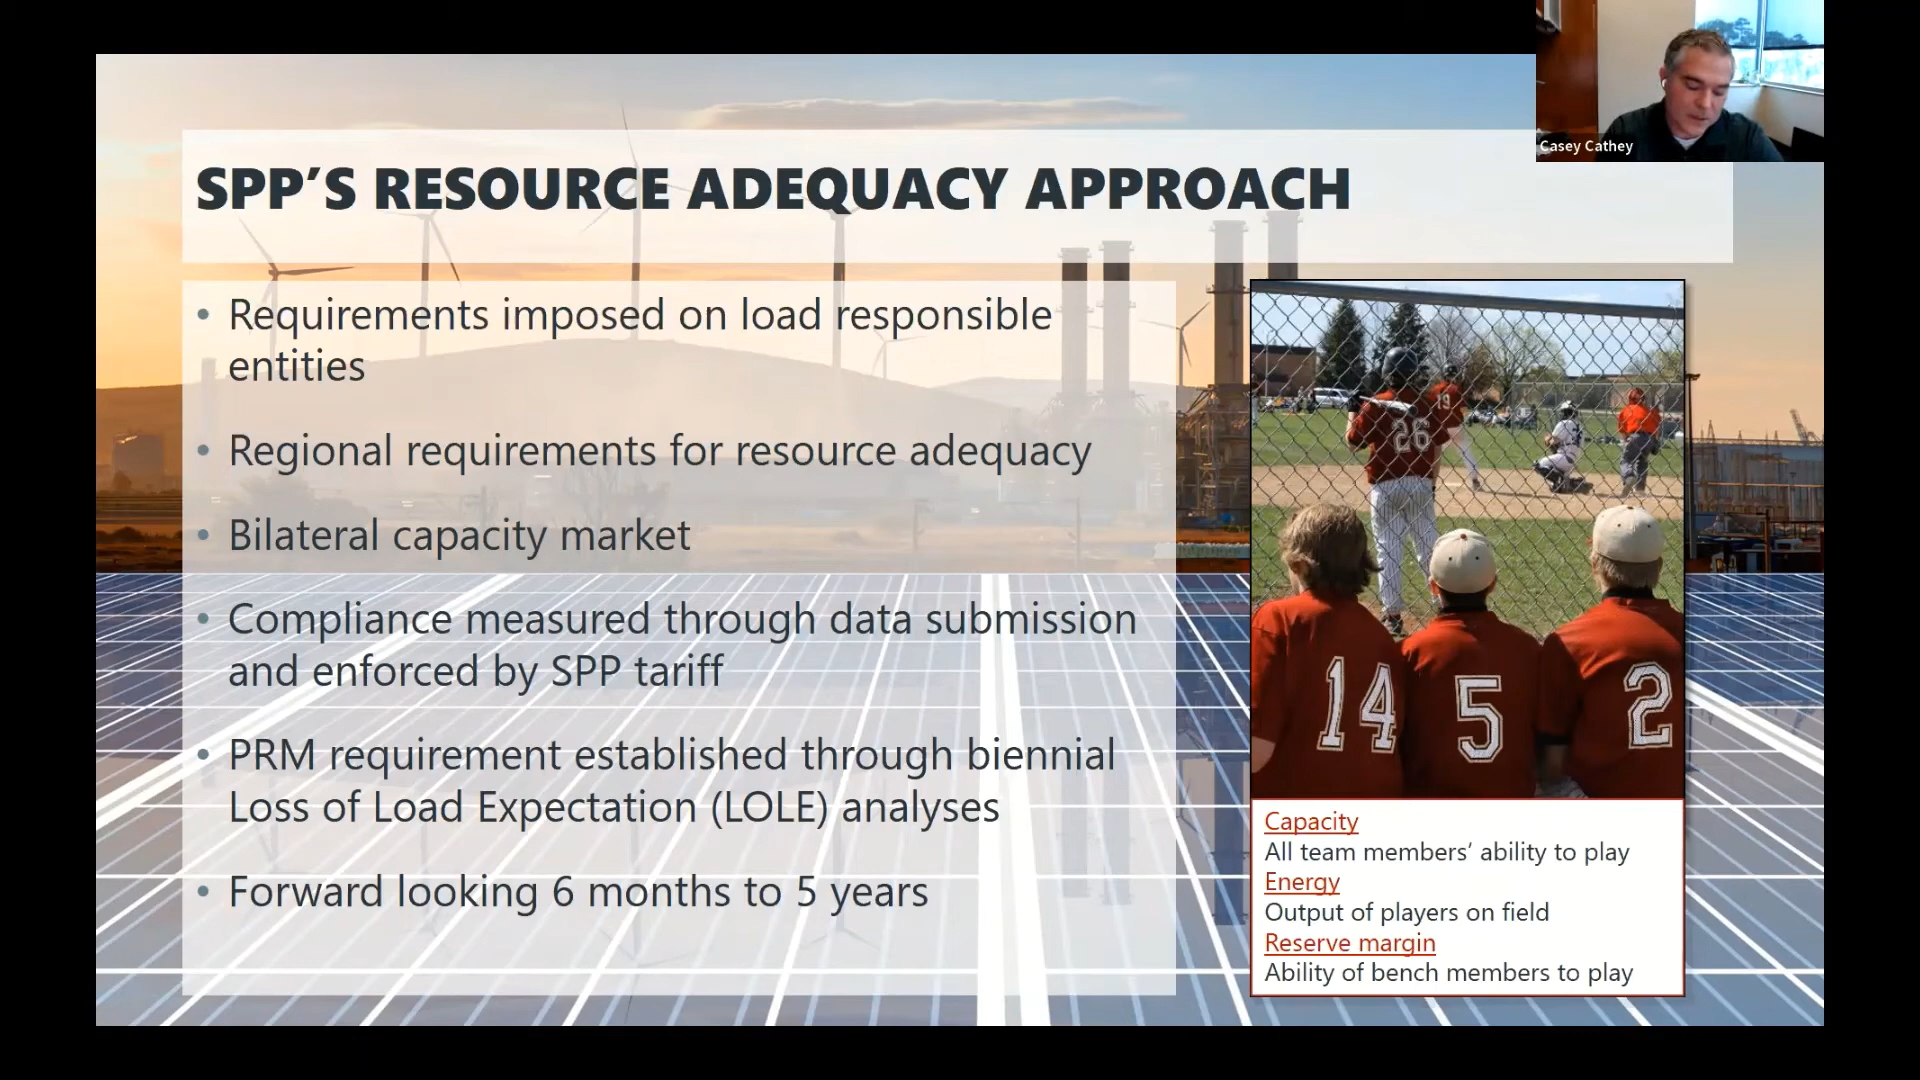 Casey Cathey
SPP'S RESOURCE ADEQUACY APPROACH
• Requirements imposed on load responsible
entities
• Regional requirements for resource adequacy
• Bilateral capacity market
• Compliance measured through data submission
and enforced by SPP tariff
• PRM requirement established through biennial
Loss of Load Expectation (LOLE) analyses
• Forward looking 6 months to 5 years
26
19
14
5
2
Capacity
All team members' ability to play
Energy
Output of players on field
Reserve margin
Ability of bench members to play